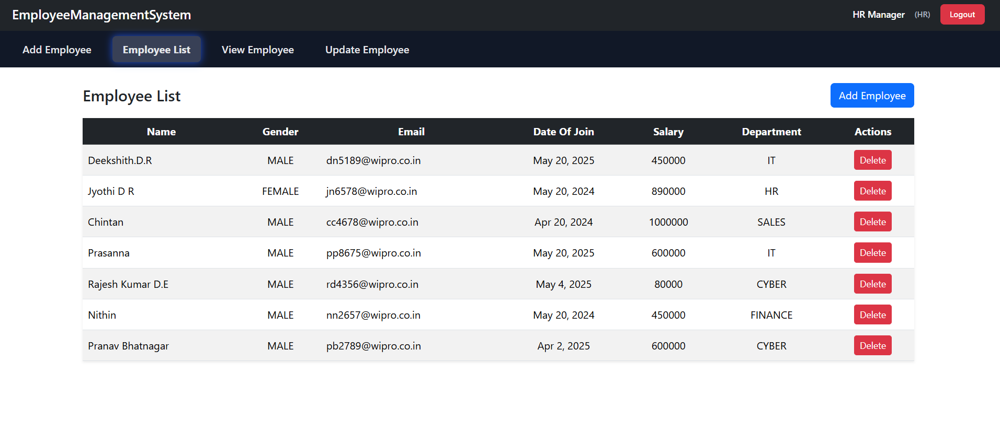 EmployeeManagementSystem HR Manager (HR) Logout
Add Employee Employee List View Employee Update Employee
Employee List Add Employee
Name Gender Email Date Of Join Salary Department Actions
Deekshith.D.R MALE dn5189@wipro.co.in May 20, 2025 450000 IT Delete
Jyothi D R FEMALE jn6578@wipro.co.in May 20, 2024 890000 HR Delete
Chintan MALE cc4678@wipro.co.in Apr 20, 2024 1000000 SALES Delete
Prasanna MALE pp8675@wipro.co.in May 20, 2025 600000 IT Delete
Rajesh Kumar D.E MALE rd4356@wipro.co.in May 4, 2025 80000 CYBER Delete
Nithin MALE nn2657@wipro.co.in May 20, 2024 450000 FINANCE Delete
Pranav Bhatnagar MALE pb2789@wipro.co.in Apr 2, 2025 600000 CYBER Delete